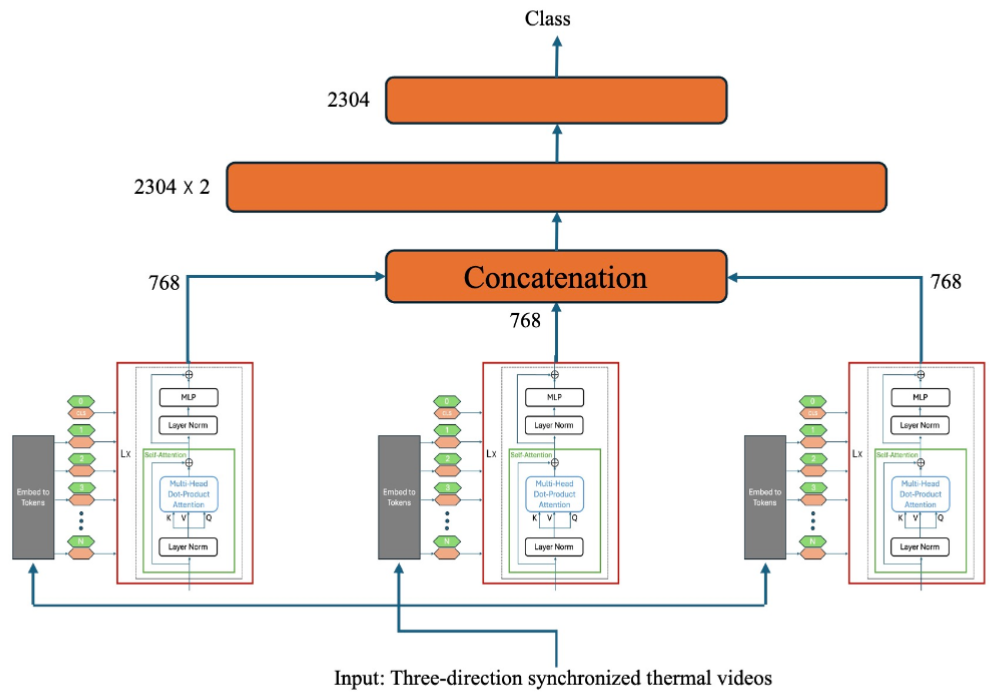 Class
2304
2304 x 2
Concatenation
768
768
768
0
CLS
1
2
3
N
Embed to
Tokens
Lx
MLP
Layer Norm
Self-Attention
Multi-Head
Dot-Product
Attention
K V Q
Layer Norm
0
CLS
1
2
3
N
Embed to
Tokens
Lx
MLP
Layer Norm
Self-Attention
Multi-Head
Dot-Product
Attention
K V Q
Layer Norm
0
CLS
1
2
3
N
Embed to
Tokens
Lx
MLP
Layer Norm
Self-Attention
Multi-Head
Dot-Product
Attention
K V Q
Layer Norm
Input: Three-direction synchronized thermal videos